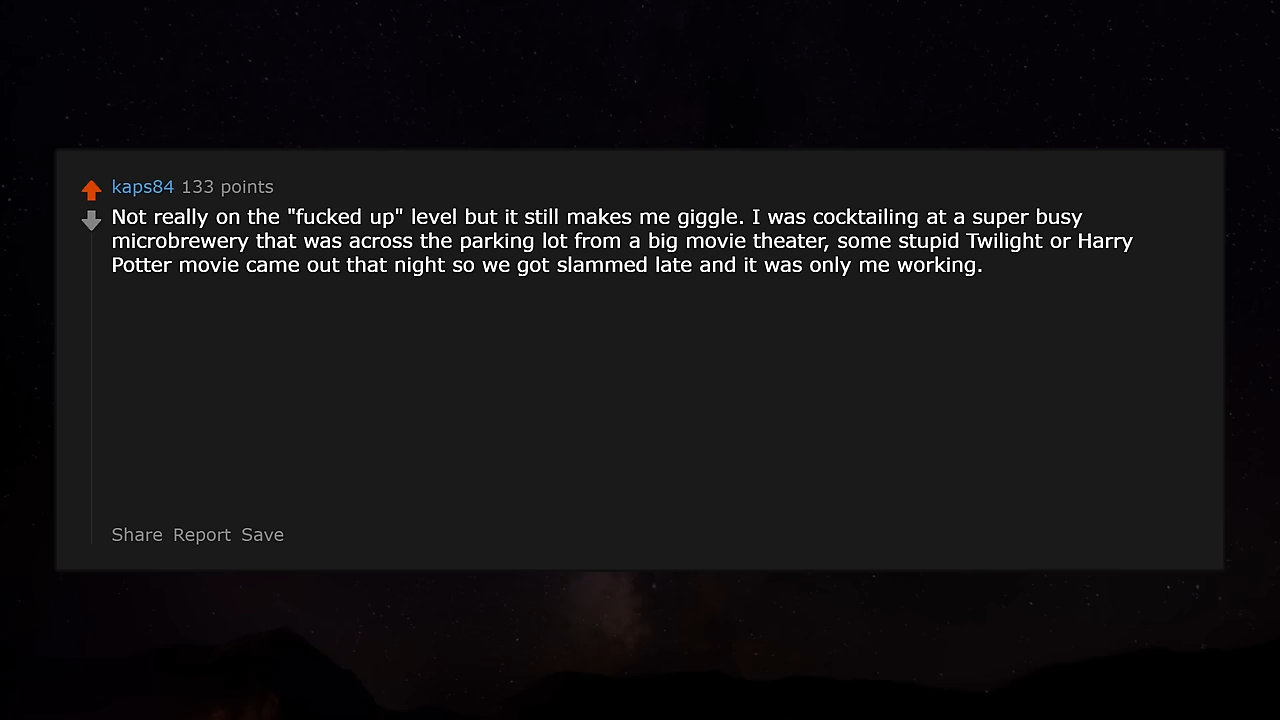 kaps84 133 points
Not really on the "fucked up" level but it still makes me giggle. I was cocktailing at a super busy
microbrewery that was across the parking lot from a big movie theater, some stupid Twilight or Harry
Potter movie came out that night so we got slammed late and it was only me working.
Share Report Save